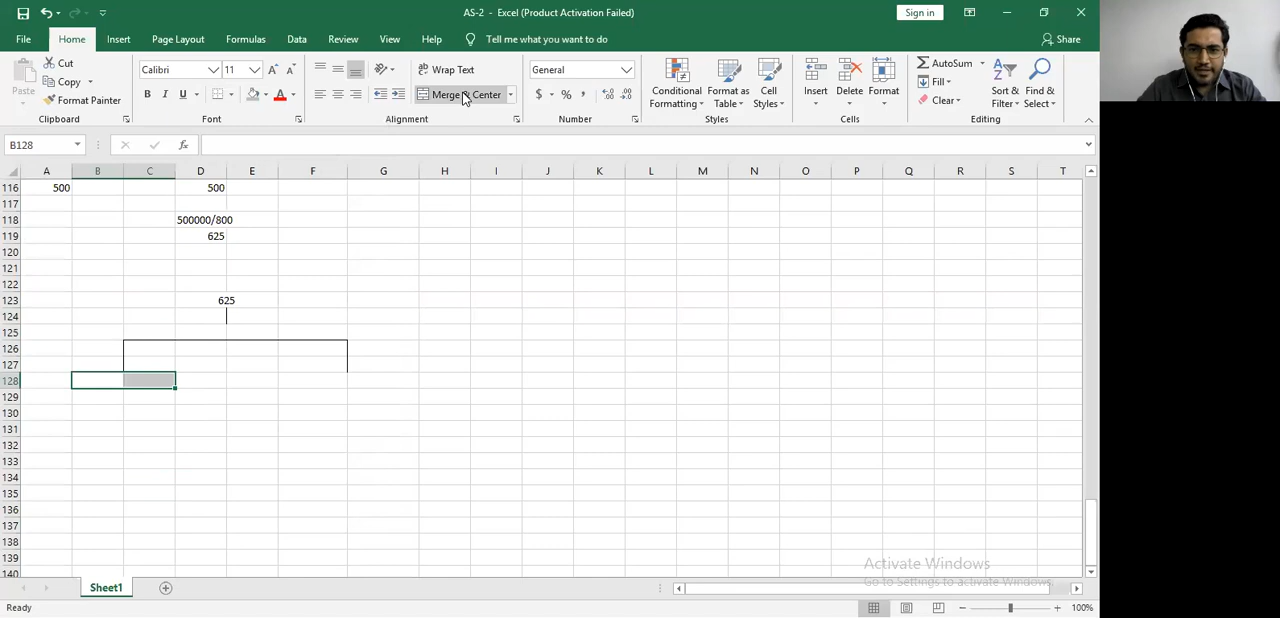 AS-2 - Excel (Product Activation Failed)
Sign in
File Home Insert Page Layout Formulas Data Review View Help Tell me what you want to do Share
Paste
Cut
Copy
Format Painter
Clipboard
Calibri
B I U
A A
Font
Wrap Text
Merge & Center
Alignment
General
% ,
Number
Conditional Formatting
Format as Table
Cell Styles
Styles
Insert
Delete
Format
Cells
AutoSum
Fill
Clear
Sort & Filter
Find & Select
Editing
B128
fx
A B C D E F G H I J K L M N O P Q R S T
116 500 500
117
118 500000/800
119 625
120
121
122
123 625
124
125
126
127
128
129
130
131
132
133
134
135
136
137
138
139
140
Activate Windows
Go to Settings to activate Windows.
Sheet1
Ready
100%